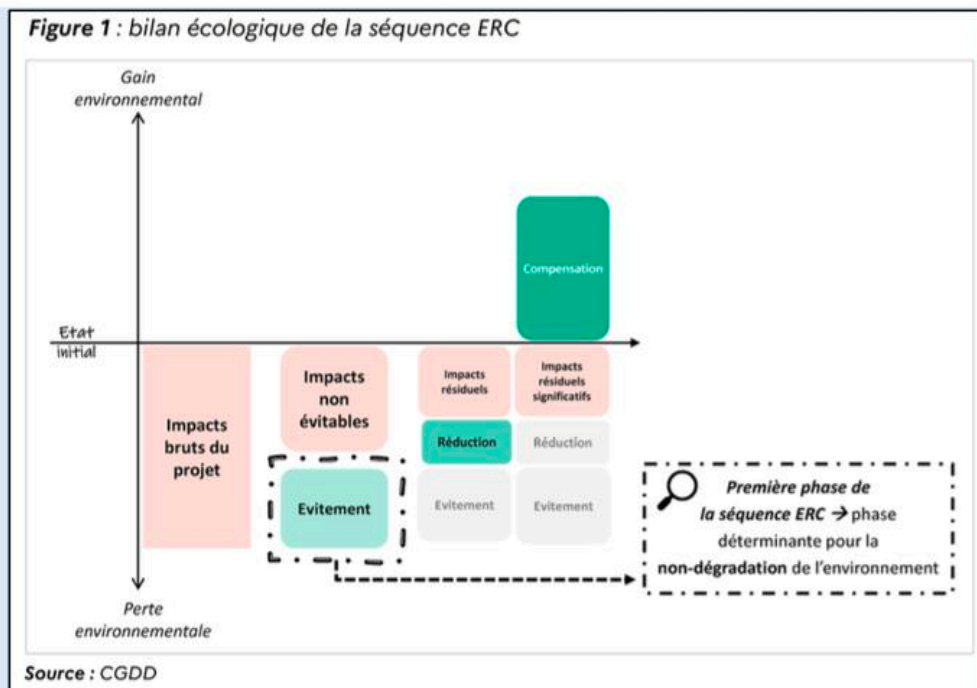 Figure 1 : bilan écologique de la séquence ERC
Gain
environnemental
Compensation
Etat
initial
Impacts
bruts du
projet
Impacts
non
évitables
Evitement
Impacts
résiduels
Réduction
Evitement
Impacts
résiduels
significatifs
Réduction
Evitement
Première phase de
la séquence ERC → phase
déterminante pour la
non-dégradation de l'environnement
Perte
environnementale
Source : CGDD